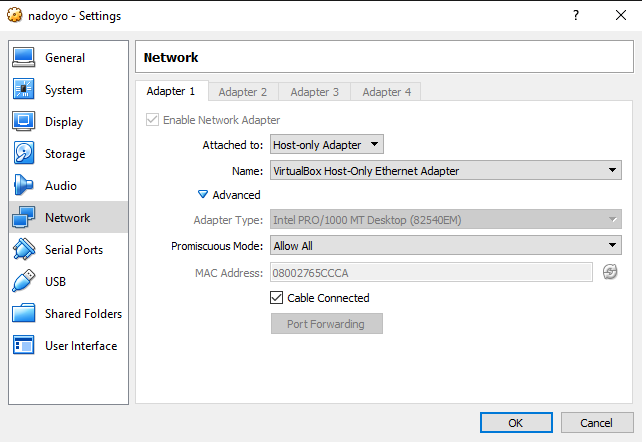 nadoyo - Settings
?
General
System
Display
Storage
Audio
Network
Serial Ports
USB
Shared Folders
User Interface
Network
Adapter 1 Adapter 2 Adapter 3 Adapter 4
Enable Network Adapter
Attached to: Host-only Adapter
Name: VirtualBox Host-Only Ethernet Adapter
Advanced
Adapter Type: Intel PRO/1000 MT Desktop (82540EM)
Promiscuous Mode: Allow All
MAC Address: 08002765CCCA
Cable Connected
Port Forwarding
OK Cancel